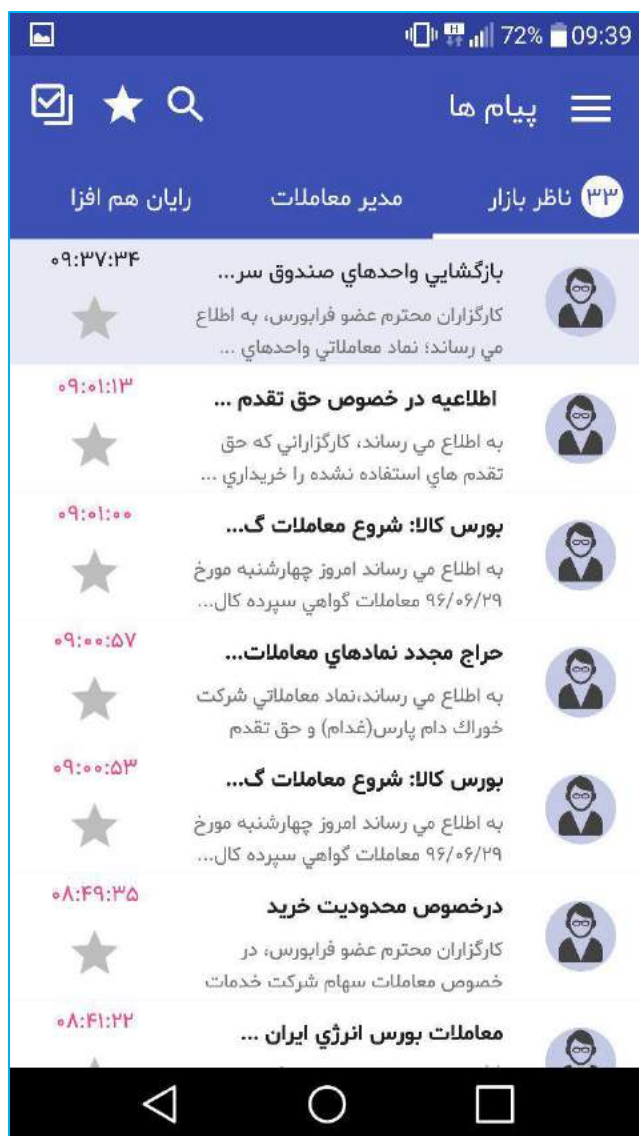 72% 09:39
پیام ها
۳۳ ناظر بازار
مدیر معاملات
رایان هم افزا
بازگشايي واحدهاي صندوق سر...
۰۹:۳۷:۳۴
كارگزاران محترم عضو فرابورس، به اطلاع
مي رساند؛ نماد معاملاتي واحدهاي ...
اطلاعيه در خصوص حق تقدم ...
۰۹:۰۱:۱۳
به اطلاع مي رساند، كارگزاراني كه حق
تقدم هاي استفاده نشده را خريداري ...
بورس كالا: شروع معاملات گ...
۰۹:۰۱:۰۰
به اطلاع مي رساند امروز چهارشنبه مورخ
۹۶/۰۶/۲۹ معاملات گواهي سپرده كال...
حراج مجدد نمادهاي معاملات...
۰۹:۰۰:۵۷
به اطلاع مي رساند،نماد معاملاتي شركت
خوراك دام پارس(غدام) و حق تقدم
بورس كالا: شروع معاملات گ...
۰۹:۰۰:۵۳
به اطلاع مي رساند امروز چهارشنبه مورخ
۹۶/۰۶/۲۹ معاملات گواهي سپرده كال...
درخصوص محدوديت خريد
۰۸:۴۹:۳۵
كارگزاران محترم عضو فرابورس، در
خصوص معاملات سهام شركت خدمات
معاملات بورس انرژي ايران ...
۰۸:۴۱:۲۲